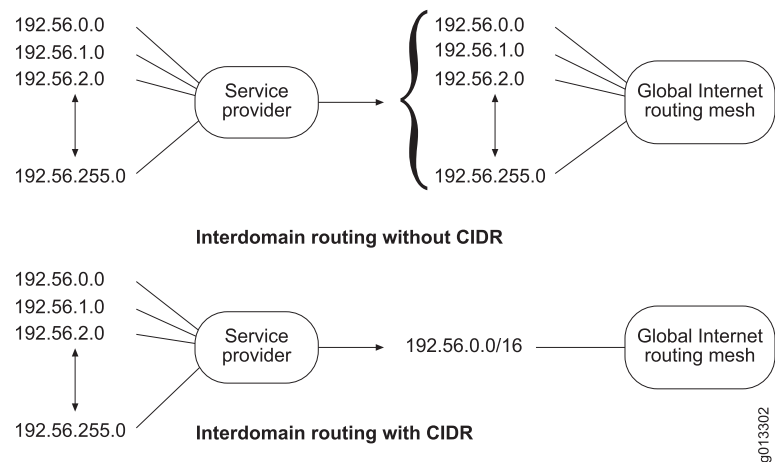 192.56.0.0
192.56.1.0
192.56.2.0
192.56.255.0
Service
provider
192.56.0.0
192.56.1.0
192.56.2.0
192.56.255.0
Global Internet
routing mesh
Interdomain routing without CIDR
192.56.0.0
192.56.1.0
192.56.2.0
192.56.255.0
Service
provider
192.56.0.0/16
Global Internet
routing mesh
Interdomain routing with CIDR
g013302